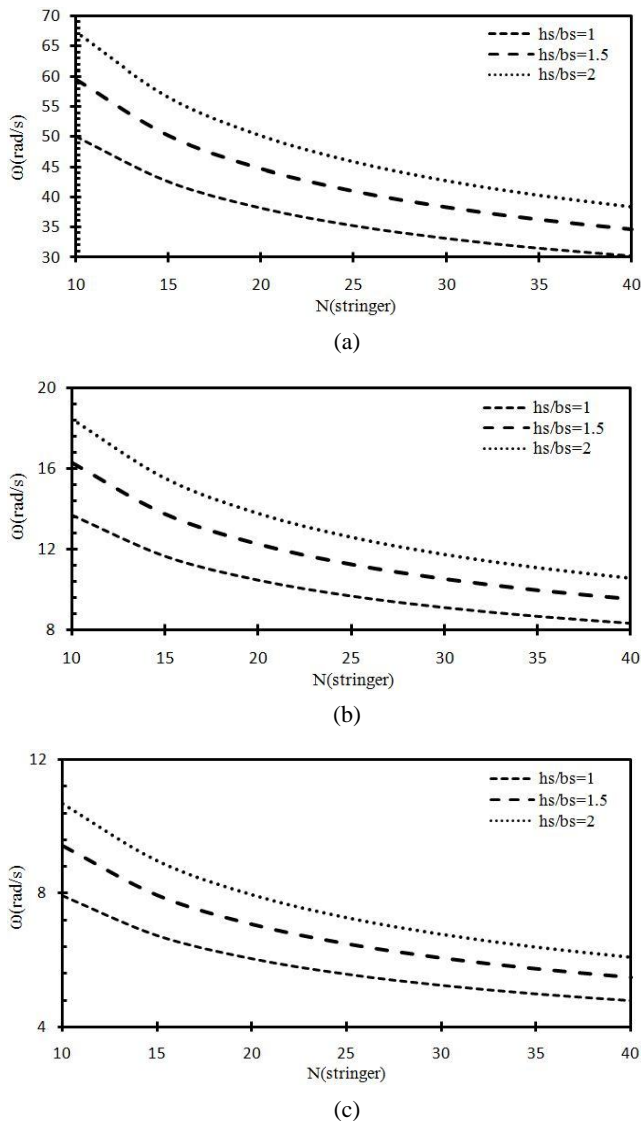 70
65
60
55
50
45
40
35
30
ω(rad/s)
hs/bs=1
hs/bs=1.5
hs/bs=2
10 15 20 25 30 35 40
N(stringer)
(a)
20
16
12
8
ω(rad/s)
hs/bs=1
hs/bs=1.5
hs/bs=2
10 15 20 25 30 35 40
N(stringer)
(b)
12
8
4
ω(rad/s)
hs/bs=1
hs/bs=1.5
hs/bs=2
10 15 20 25 30 35 40
N(stringer)
(c)